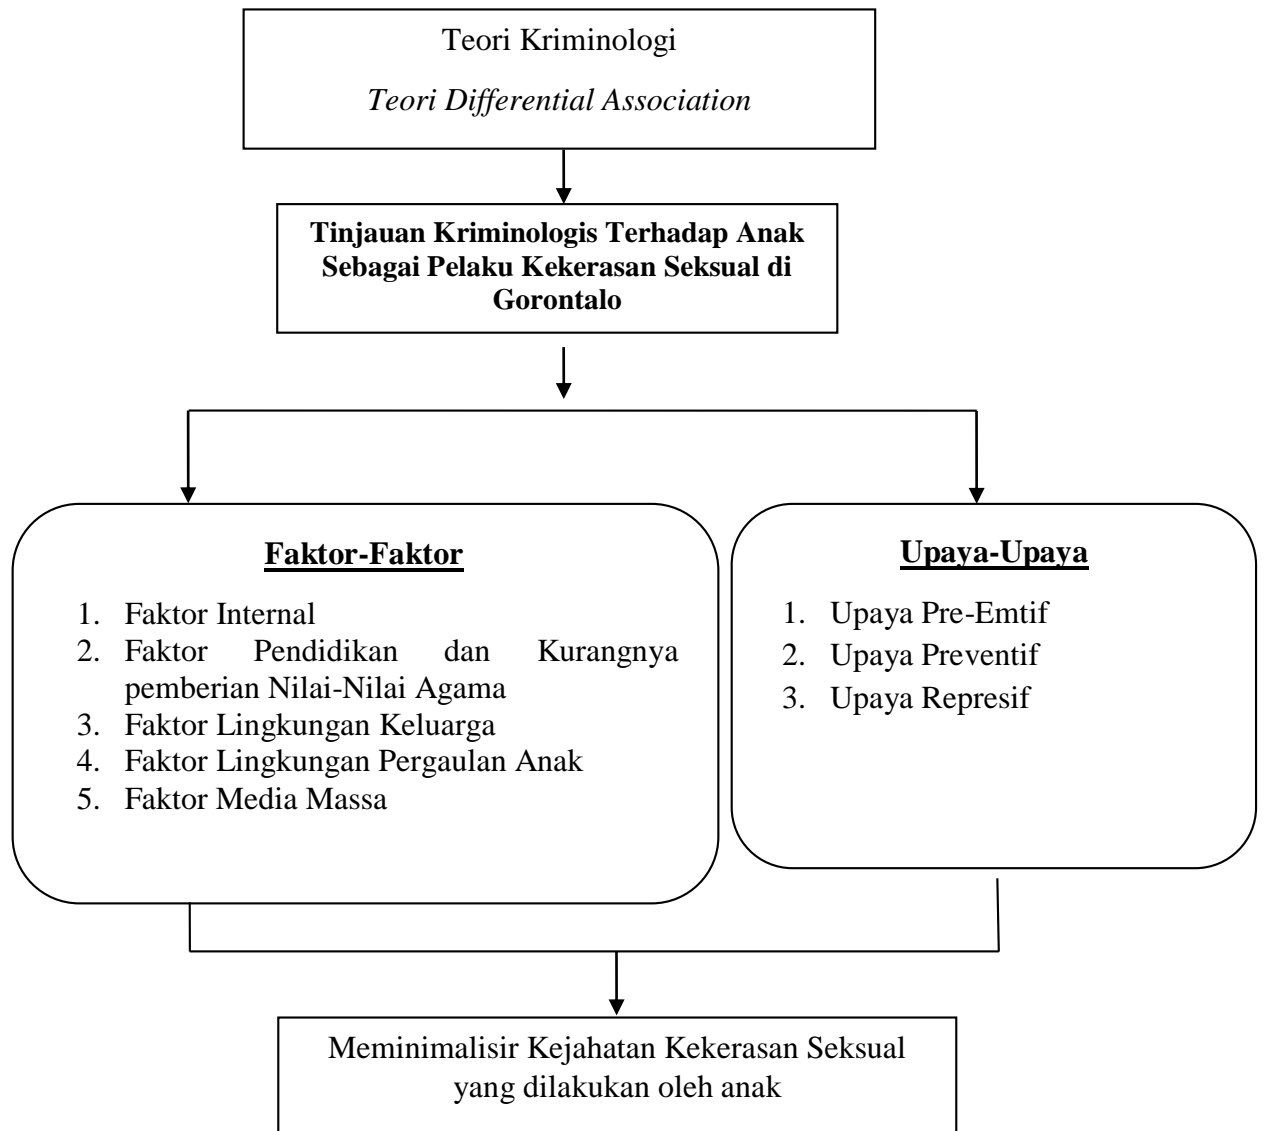 Teori Kriminologi
Teori Differential Association
Tinjauan Kriminologis Terhadap Anak
Sebagai Pelaku Kekerasan Seksual di
Gorontalo
Faktor-Faktor
1. Faktor Internal
2. Faktor Pendidikan dan Kurangnya
pemberian Nilai-Nilai Agama
3. Faktor Lingkungan Keluarga
4. Faktor Lingkungan Pergaulan Anak
5. Faktor Media Massa
Upaya-Upaya
1. Upaya Pre-Emtif
2. Upaya Preventif
3. Upaya Represif
Meminimalisir Kejahatan Kekerasan Seksual
yang dilakukan oleh anak